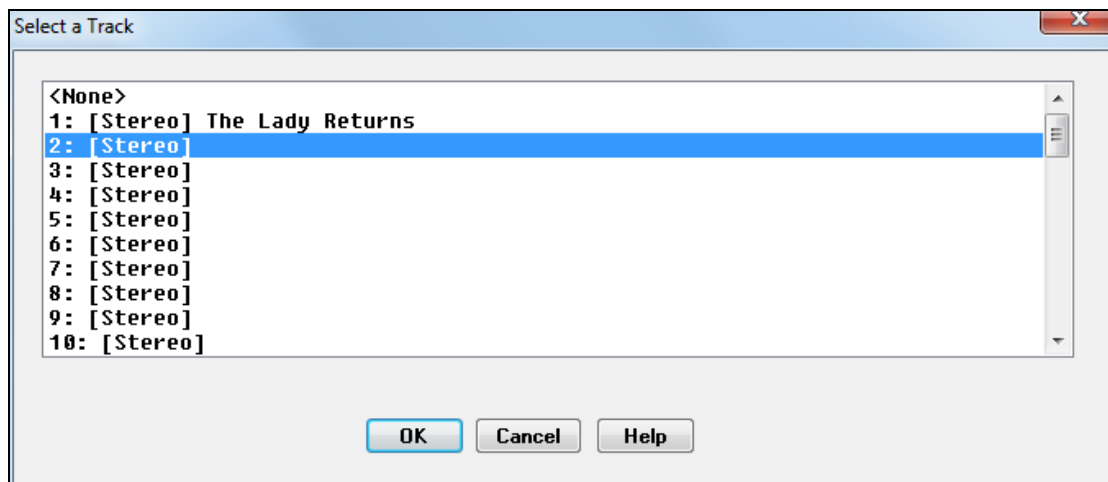 Select a Track
<None>
1: [Stereo] The Lady Returns
2: [Stereo]
3: [Stereo]
4: [Stereo]
5: [Stereo]
6: [Stereo]
7: [Stereo]
8: [Stereo]
9: [Stereo]
10: [Stereo]
OK Cancel Help